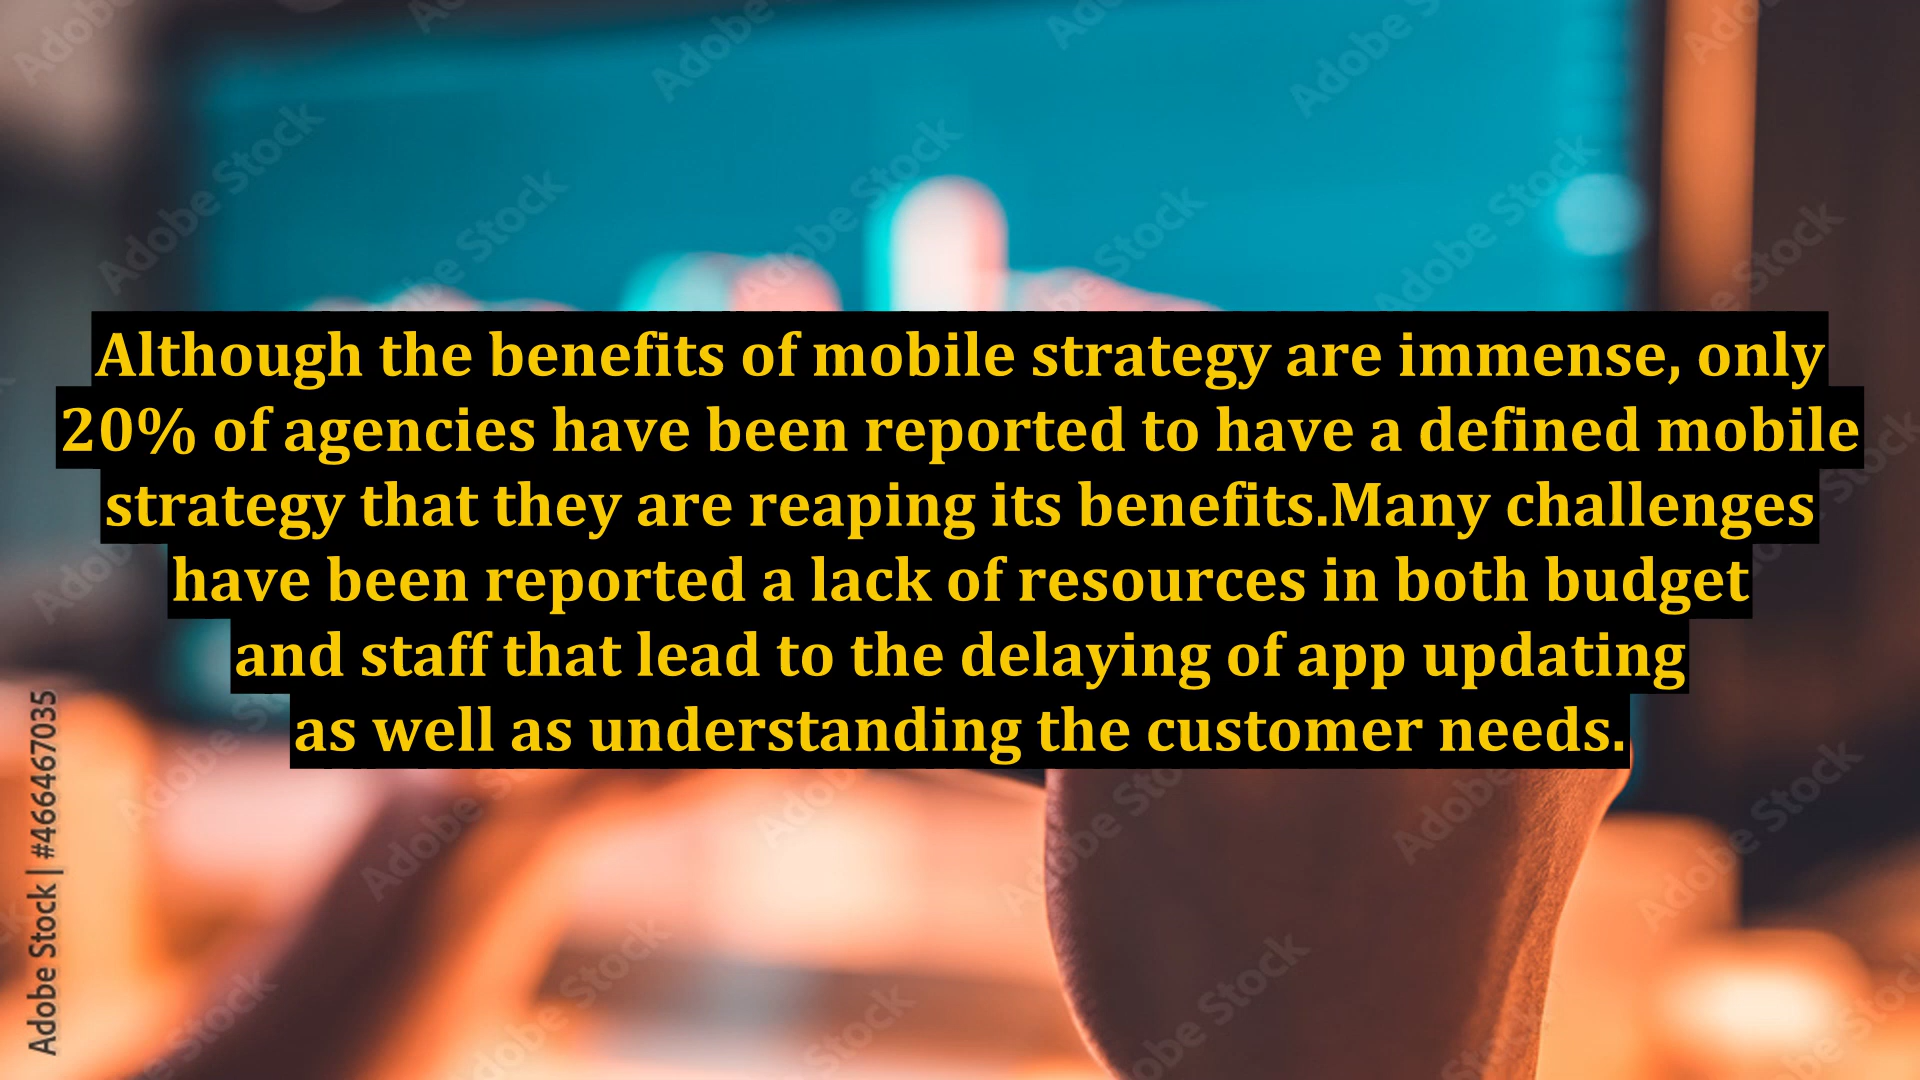 Although the benefits of mobile strategy are immense, only
20% of agencies have been reported to have a defined mobile
strategy that they are reaping its benefits.Many challenges
have been reported a lack of resources in both budget
and staff that lead to the delaying of app updating
as well as understanding the customer needs.
Adobe Stock | #466467035